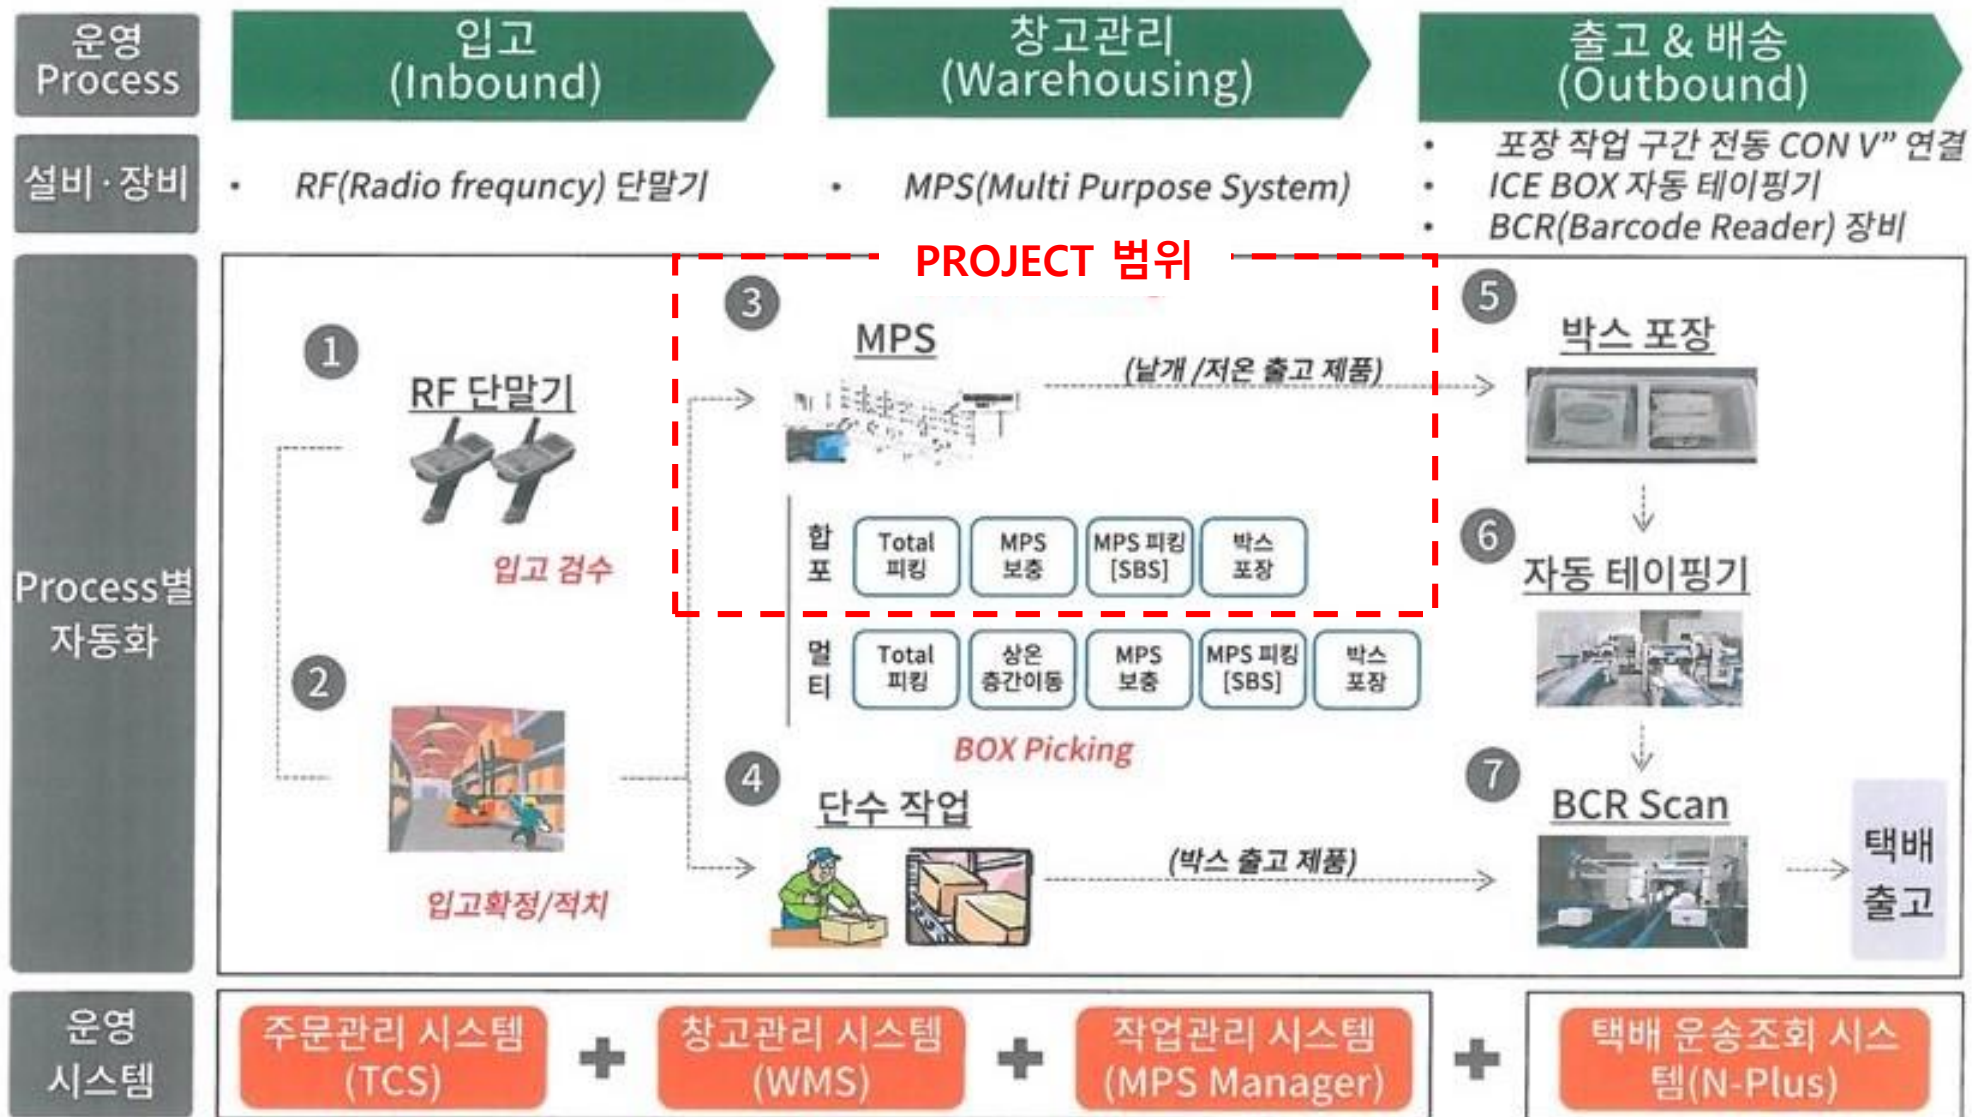 운영
Process
입고
(Inbound)
창고관리
(Warehousing)
출고 & 배송
(Outbound)
설비·장비
• RF(Radio frequncy) 단말기
• MPS(Multi Purpose System)
• 포장 작업 구간 전동 CON V” 연결
• ICE BOX 자동 테이핑기
• BCR(Barcode Reader) 장비
Process별
자동화
PROJECT 범위
1
RF 단말기
입고 검수
2
입고확정/적치
3
MPS
(낱개 /저온 출고 제품)
합
포
Total
피킹
MPS
보충
MPS 피킹
[SBS]
박스
포장
멀
티
Total
피킹
상온
층간이동
MPS
보충
MPS 피킹
[SBS]
박스
포장
BOX Picking
4
단수 작업
(박스 출고 제품)
5
박스 포장
6
자동 테이핑기
7
BCR Scan
택배
출고
운영
시스템
주문관리 시스템
(TCS)
+
창고관리 시스템
(WMS)
+
작업관리 시스템
(MPS Manager)
+
택배 운송조회 시스
템(N-Plus)